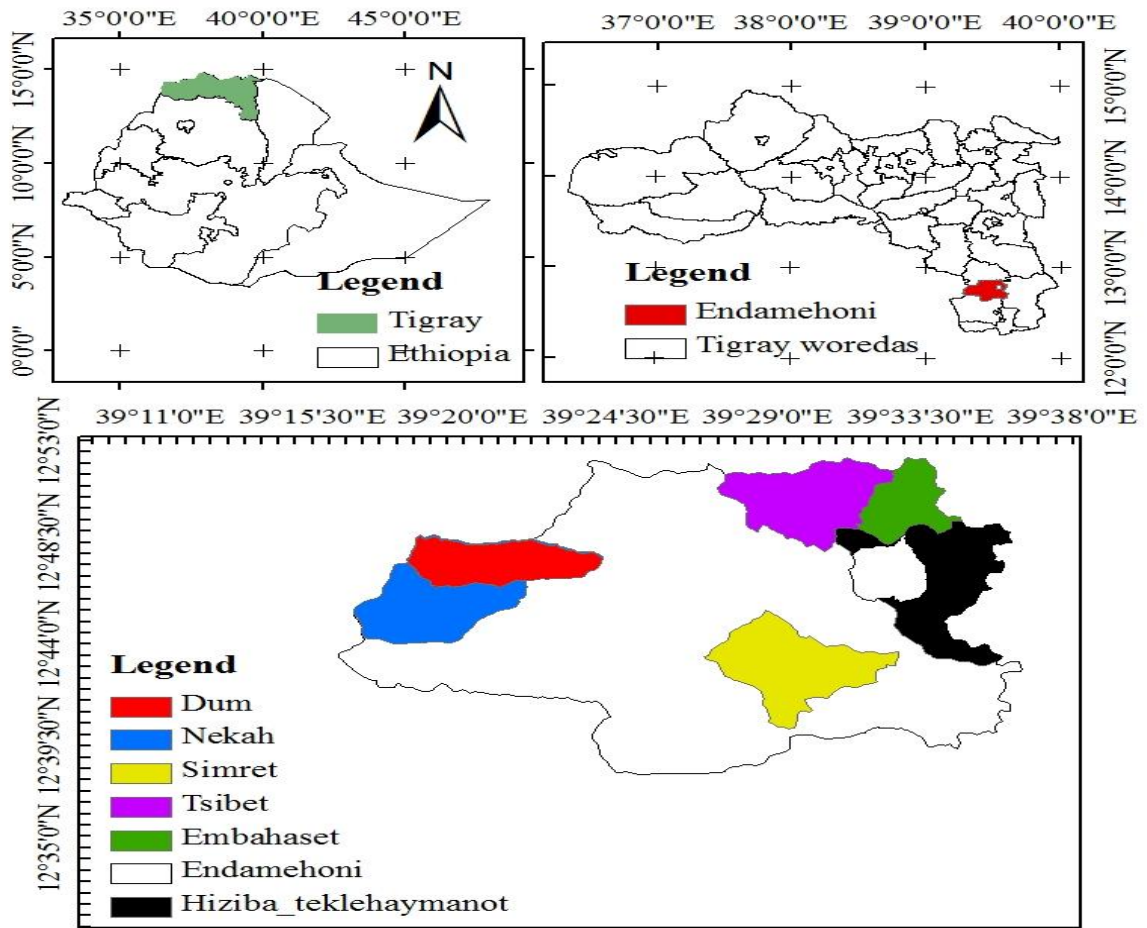 35°0'0"E 40°0'0"E 45°0'0"E
15°0'0"N
10°0'0"N
5°0'0"N
0°0'0"
N
Legend
Tigray
Ethiopia
37°0'0"E 38°0'0"E 39°0'0"E 40°0'0"E
15°0'0"N
14°0'0"N
13°0'0"N
12°0'0"N
Legend
Endamehoni
Tigray woredas
39°11'0"E 39°15'30"E 39°20'0"E 39°24'30"E 39°29'0"E 39°33'30"E 39°38'0"E
12°53'0"N
12°48'30"N
12°44'0"N
12°39'30"N
12°35'0"N
Legend
Dum
Nekah
Simret
Tsibet
Embahaset
Endamehoni
Hiziba_teklehaymanot